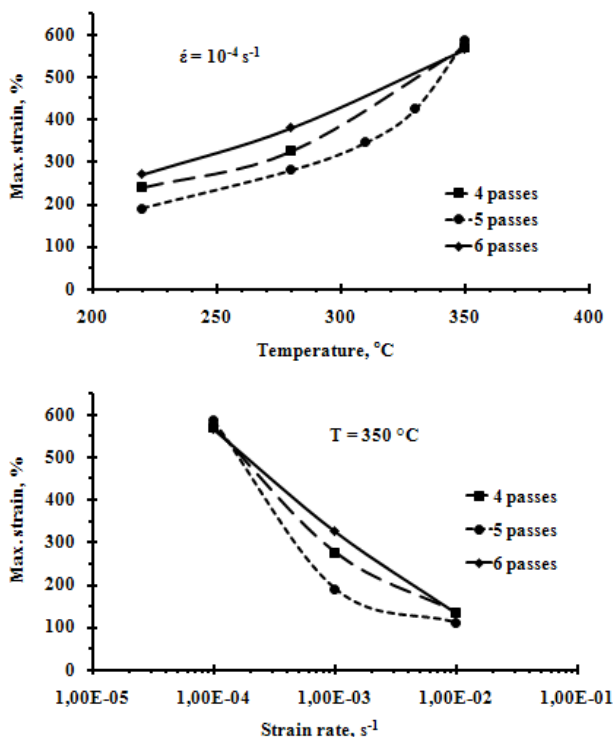 Max. strain, %
600
500
400
300
200
100
0
έ = 10⁻⁴ s⁻¹
4 passes
5 passes
6 passes
200 250 300 350 400
Temperature, °C
Max. strain, %
600
500
400
300
200
100
0
T = 350 °C
4 passes
5 passes
6 passes
1,00E-05 1,00E-04 1,00E-03 1,00E-02 1,00E-01
Strain rate, s⁻¹